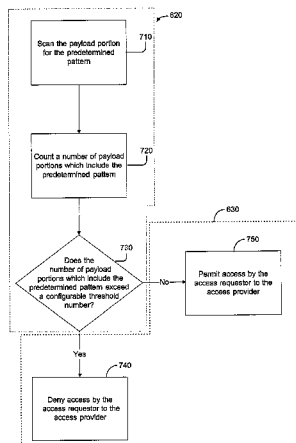 620
710
Scan the payload portion
for the predetermined
pattern
720
Count a number of payload
portions which include the
predetermined pattern
630
730
Does the
number of payload
portions which include the
predetermined pattern exceed
a configurable threshold
number?
No
750
Permit access by the
access requestor to the
access provider
Yes
740
Deny access by the
access requestor to the
access provider